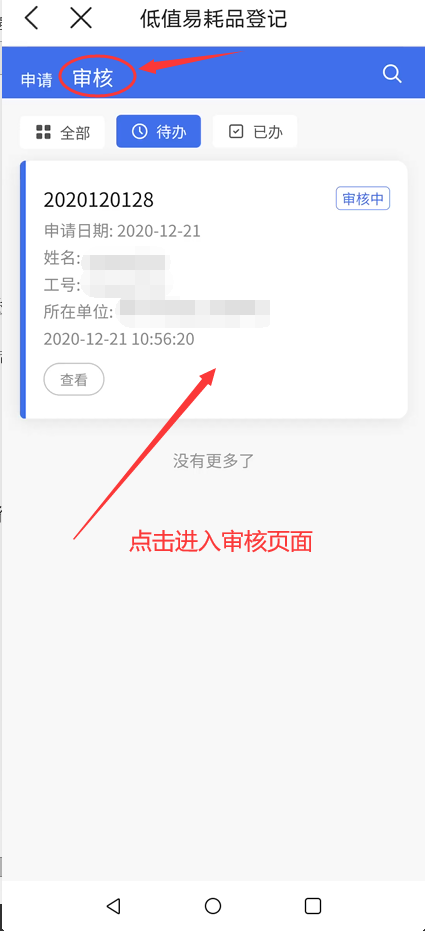 低值易耗品登记
申请 审核
全部 待办 已办
2020120128 审核中
申请日期: 2020-12-21
姓名:
工号:
所在单位:
2020-12-21 10:56:20
查看
没有更多了
点击进入审核页面